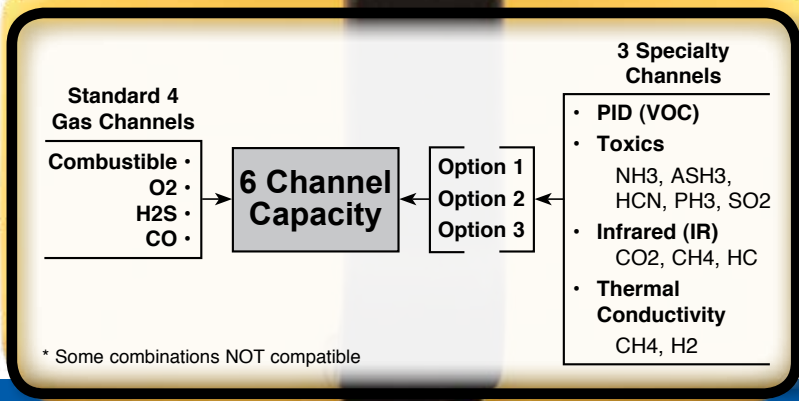 Standard 4
Gas Channels
Combustible •
O2 •
H2S •
CO •
6 Channel
Capacity
Option 1
Option 2
Option 3
3 Specialty
Channels
• PID (VOC)
• Toxics
NH3, ASH3,
HCN, PH3, SO2
• Infrared (IR)
CO2, CH4, HC
• Thermal
Conductivity
CH4, H2
* Some combinations NOT compatible